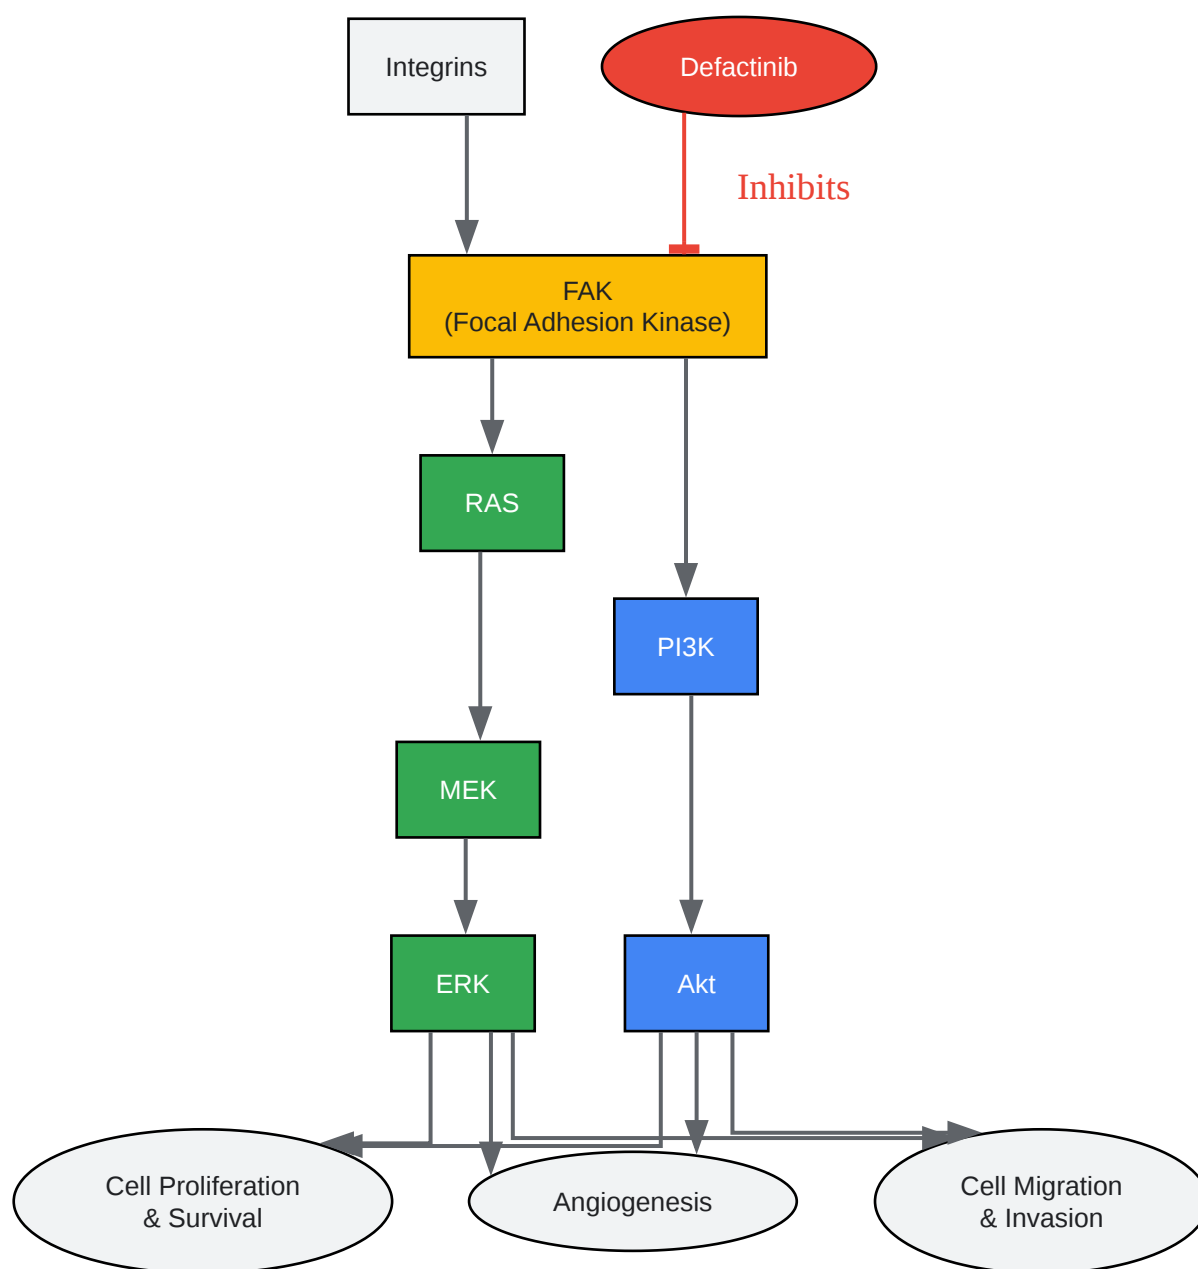 Integrins
Defactinib
Inhibits
FAK
(Focal Adhesion Kinase)
RAS
PI3K
MEK
ERK
Akt
Cell Proliferation
& Survival
Angiogenesis
Cell Migration
& Invasion